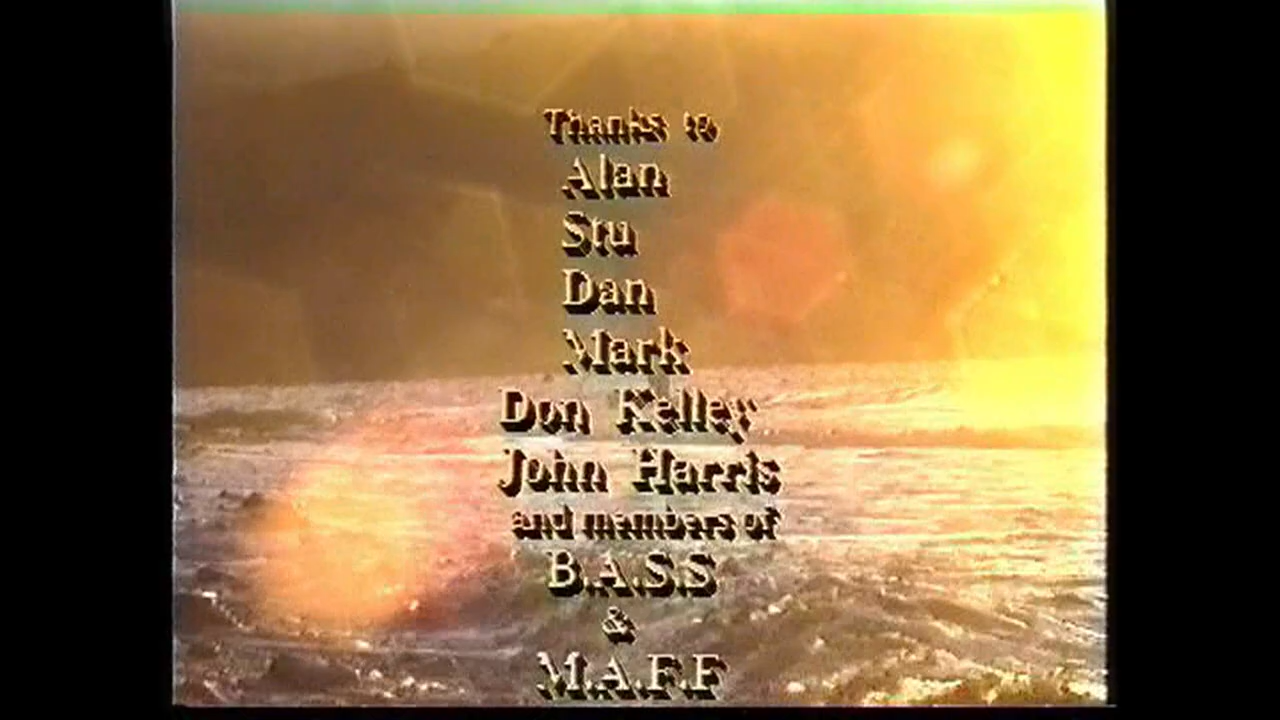 Thanks to
Alan
Stu
Dan
Mark
Don Kelley
John Harris
and members of
B.A.S.S
&
M.A.F.F